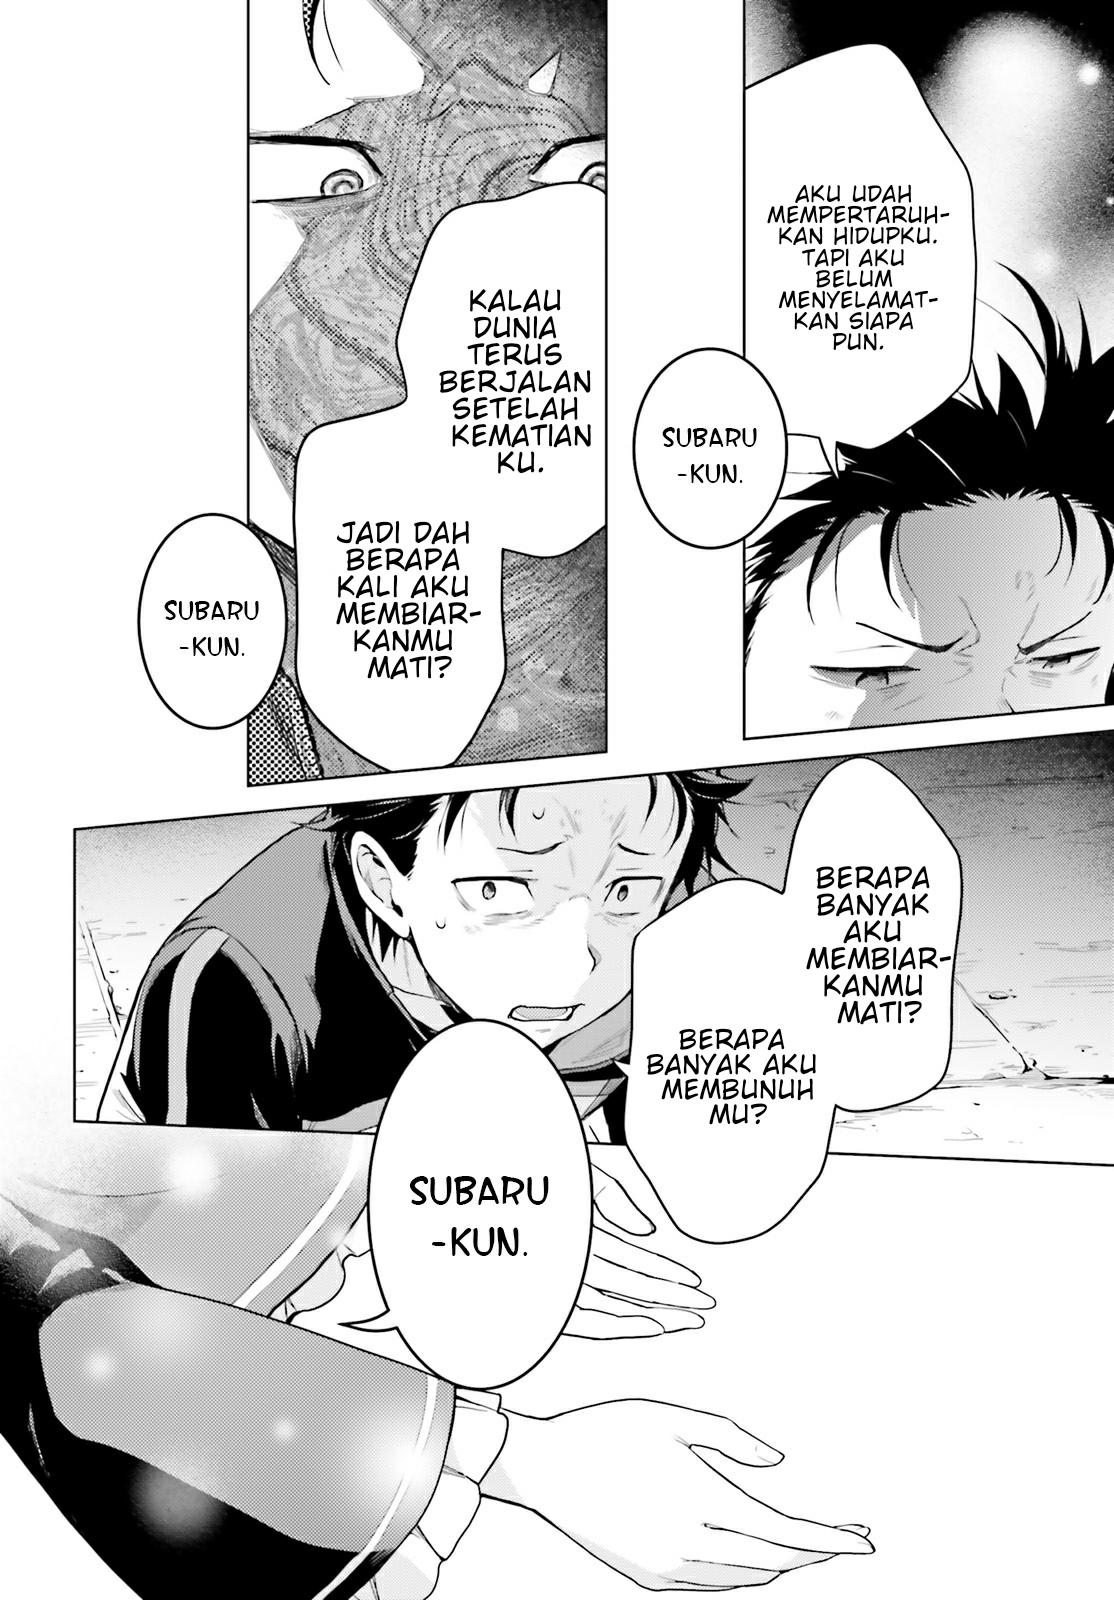 AKU UDAH
MEMPERTARUH-
KAN HIDUPKU.
TAPI AKU
BELUM
MENYELAMAT-
KAN SIAPA
PUN.
SUBARU
-KUN.
KALAU
DUNIA
TERUS
BERJALAN
SETELAH
KEMATIAN
KU.
JADI DAH
BERAPA
KALI AKU
MEMBIAR-
KANMU
MATI?
SUBARU
-KUN.
BERAPA
BANYAK
AKU
MEMBIAR-
KANMU
MATI?
BERAPA
BANYAK AKU
MEMBUNUH
MU?
SUBARU
-KUN.